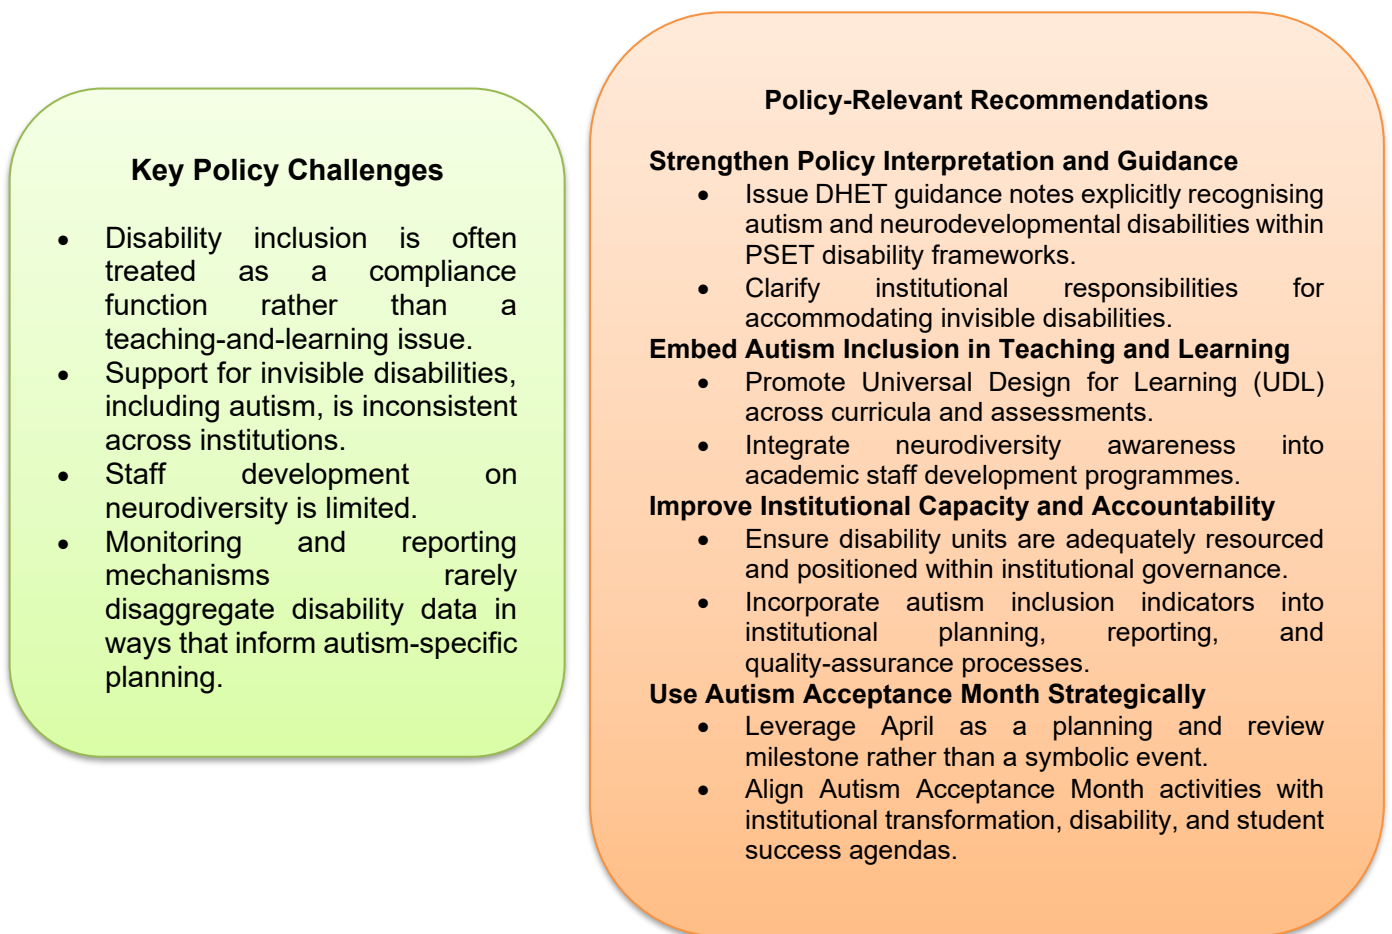 Key Policy Challenges
• Disability inclusion is often
treated as a compliance
function rather than a
teaching-and-learning issue.
• Support for invisible disabilities,
including autism, is inconsistent
across institutions.
• Staff development on
neurodiversity is limited.
• Monitoring and reporting
mechanisms rarely
disaggregate disability data in
ways that inform autism-specific
planning.
Policy-Relevant Recommendations
Strengthen Policy Interpretation and Guidance
• Issue DHET guidance notes explicitly recognising
autism and neurodevelopmental disabilities within
PSET disability frameworks.
• Clarify institutional responsibilities for
accommodating invisible disabilities.
Embed Autism Inclusion in Teaching and Learning
• Promote Universal Design for Learning (UDL)
across curricula and assessments.
• Integrate neurodiversity awareness into
academic staff development programmes.
Improve Institutional Capacity and Accountability
• Ensure disability units are adequately resourced
and positioned within institutional governance.
• Incorporate autism inclusion indicators into
institutional planning, reporting, and
quality-assurance processes.
Use Autism Acceptance Month Strategically
• Leverage April as a planning and review
milestone rather than a symbolic event.
• Align Autism Acceptance Month activities with
institutional transformation, disability, and student
success agendas.